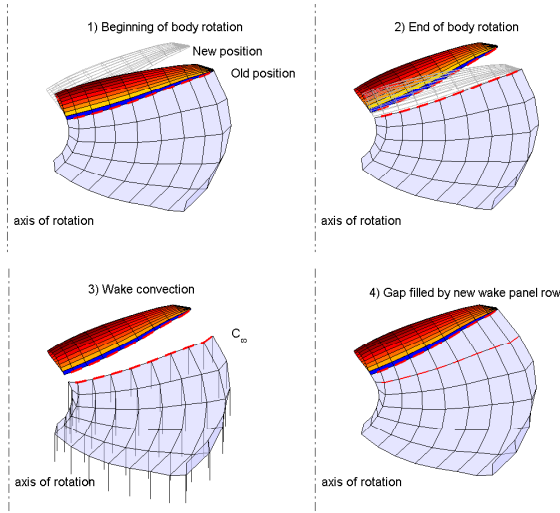 1) Beginning of body rotation
New position
Old position
axis of rotation
2) End of body rotation
axis of rotation
3) Wake convection
C∞
axis of rotation
4) Gap filled by new wake panel row
axis of rotation